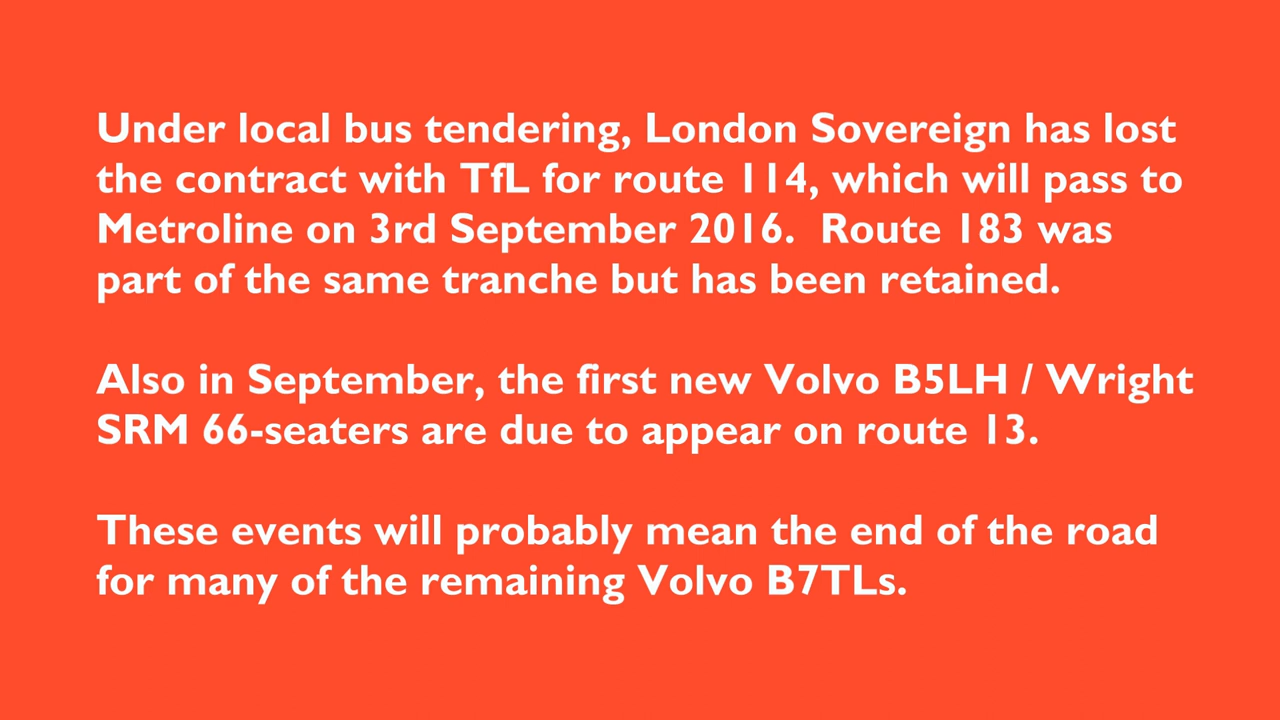 Under local bus tendering, London Sovereign has lost
the contract with TfL for route 114, which will pass to
Metroline on 3rd September 2016.  Route 183 was
part of the same tranche but has been retained.
Also in September, the first new Volvo B5LH / Wright
SRM 66-seaters are due to appear on route 13.
These events will probably mean the end of the road
for many of the remaining Volvo B7TLs.